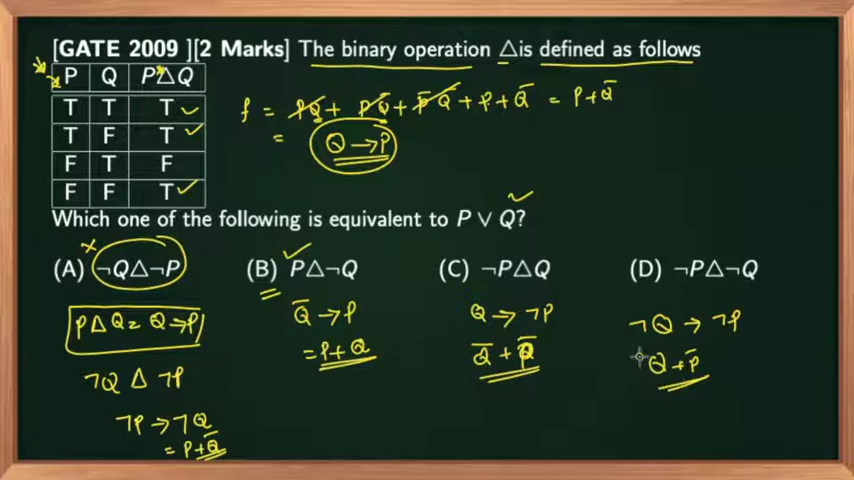 [GATE 2009 ][2 Marks] The binary operation △is defined as follows
P Q P△Q
T T T
T F T
F T F
F F T
f = PQ + PQ̄ + P̄Q̄ + P + Q̄ = P+Q̄
= Q → P
Which one of the following is equivalent to P ∨ Q?
(A) ¬Q△¬P (B) P△¬Q (C) ¬P△Q (D) ¬P△¬Q
P△Q = Q→P
¬Q △ ¬P
¬P → ¬Q
= P+Q̄
Q̄ → P
= P+Q
Q → ¬P
Q̄ + P̄
¬Q → ¬P
Q + P̄